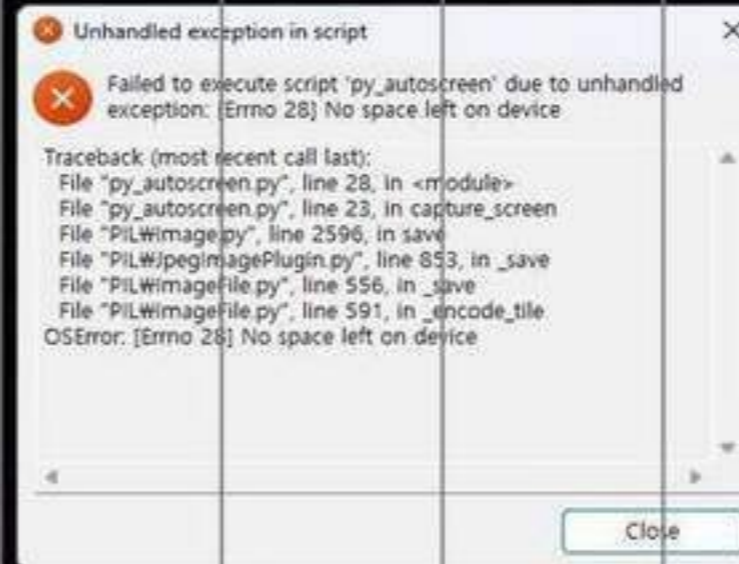 Unhandled exception in script
Failed to execute script 'py_autoscreen' due to unhandled
exception: [Errno 28] No space left on device
Traceback (most recent call last):
File "py_autoscreen.py", line 28, in <module>
File "py_autoscreen.py", line 23, in capture_screen
File "PIL₩Image.py", line 2596, in save
File "PIL₩JpegImagePlugin.py", line 853, in _save
File "PIL₩ImageFile.py", line 556, in _save
File "PIL₩ImageFile.py", line 591, in _encode_tile
OSError: [Errno 28] No space left on device
Close